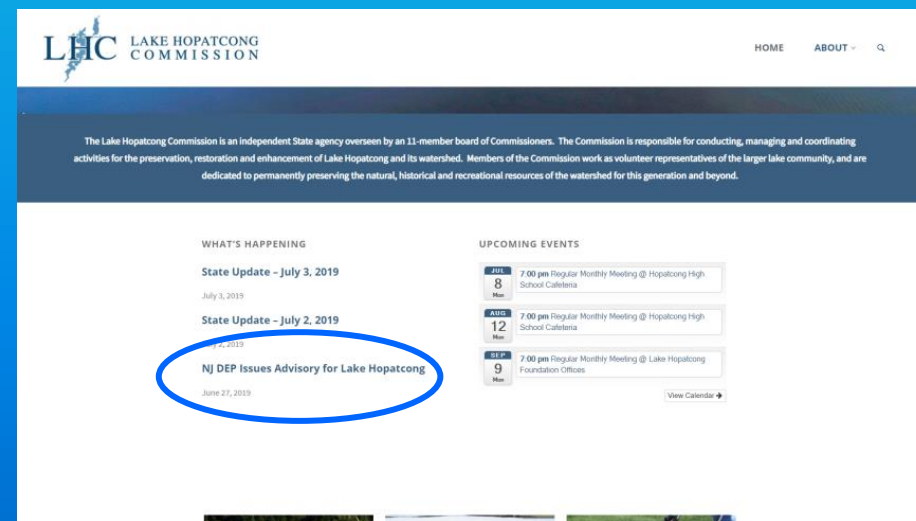 LHC LAKE HOPATCONG
COMMISSION
HOME ABOUT
The Lake Hopatcong Commission is an independent State agency overseen by an 11-member board of Commissioners. The Commission is responsible for conducting, managing and coordinating
activities for the preservation, restoration and enhancement of Lake Hopatcong and its watershed. Members of the Commission work as volunteer representatives of the larger lake community, and are
dedicated to permanently preserving the natural, historical and recreational resources of the watershed for this generation and beyond.
WHAT'S HAPPENING
State Update – July 3, 2019
July 3, 2019
State Update – July 2, 2019
July 2, 2019
NJ DEP Issues Advisory for Lake Hopatcong
June 27, 2019
UPCOMING EVENTS
JUL
8
Mon
7:00 pm Regular Monthly Meeting @ Hopatcong High
School Cafeteria
AUG
12
Mon
7:00 pm Regular Monthly Meeting @ Hopatcong High
School Cafeteria
SEP
9
Mon
7:00 pm Regular Monthly Meeting @ Lake Hopatcong
Foundation Offices
View Calendar